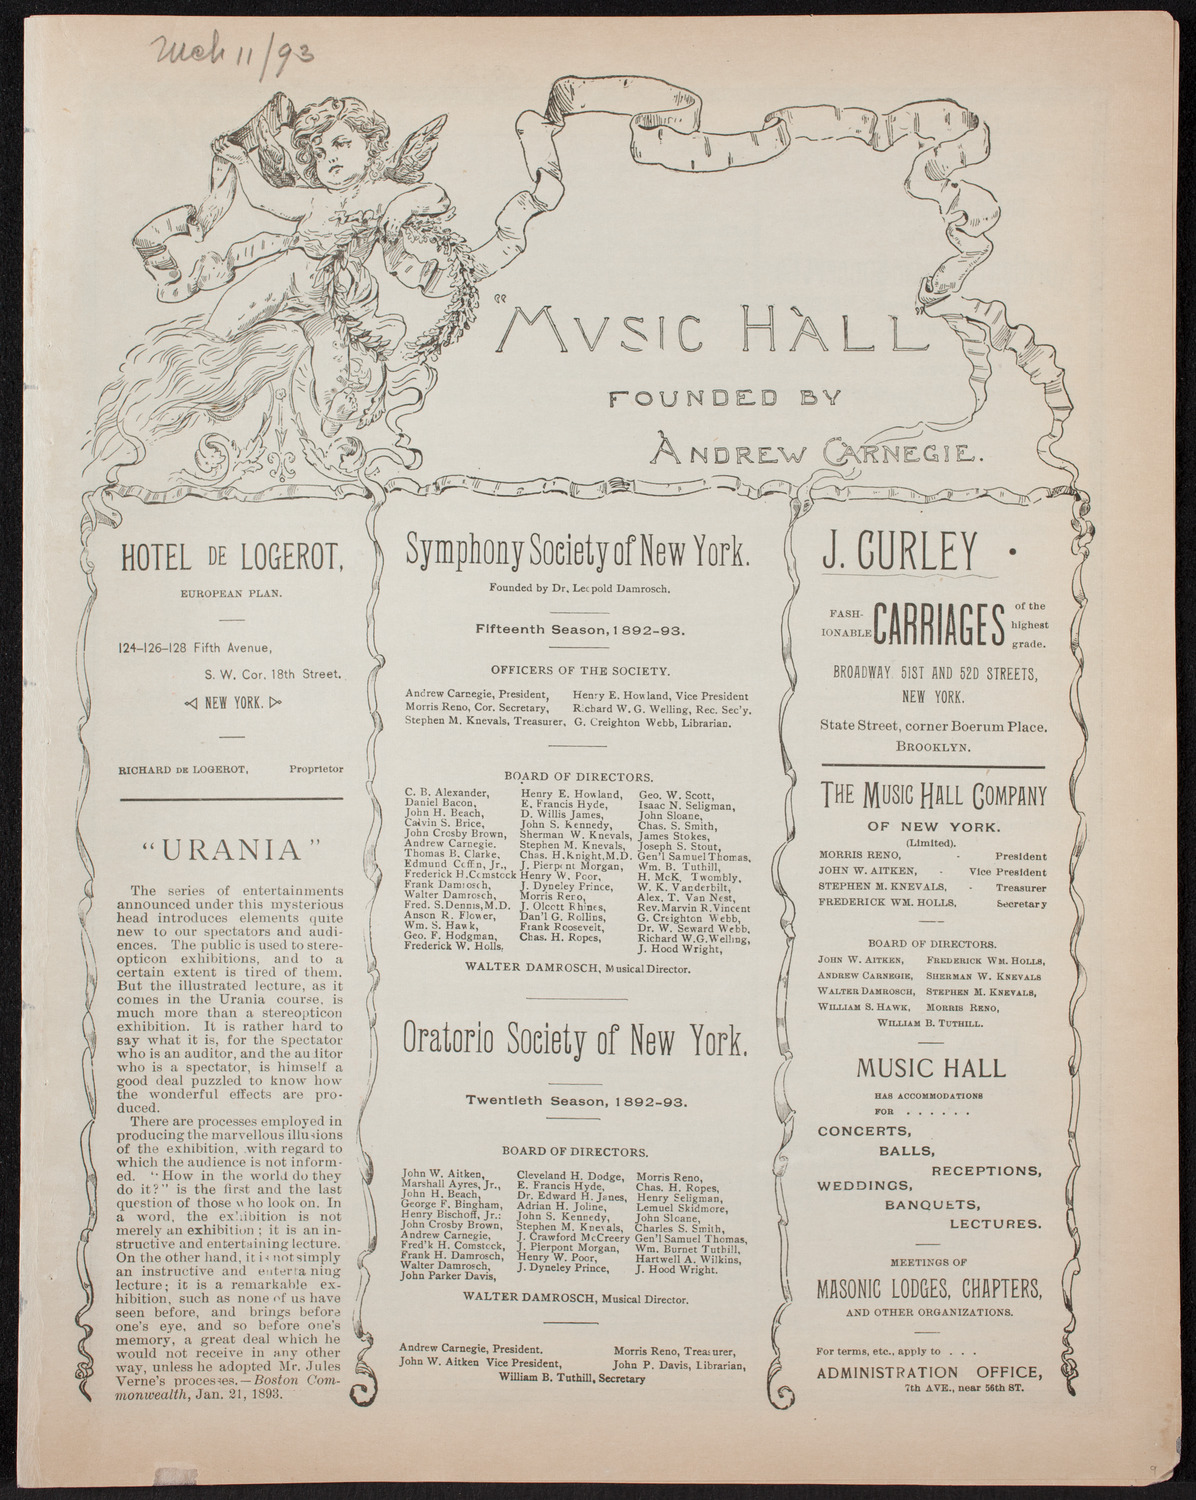 Mch 11/93
"MVSIC HALL"
FOUNDED BY
ANDREW CARNEGIE.
HOTEL DE LOGEROT,
EUROPEAN PLAN.
124–126–128 Fifth Avenue,
S. W. Cor. 18th Street.
NEW YORK.
RICHARD DE LOGEROT, Proprietor
"URANIA"
The series of entertainments
announced under this mysterious
head introduces elements quite
new to our spectators and audi-
ences. The public is used to stere-
opticon exhibitions, and to a
certain extent is tired of them.
But the illustrated lecture, as it
comes in the Urania course, is
much more than a stereopticon
exhibition. It is rather hard to
say what it is, for the spectator
who is an auditor, and the auditor
who is a spectator, is himself a
good deal puzzled to know how
the wonderful effects are pro-
duced.
There are processes employed in
producing the marvellous illusions
of the exhibition, with regard to
which the audience is not inform-
ed. "How in the world do they
do it?" is the first and the last
question of those who look on. In
a word, the exhibition is not
merely an exhibition; it is an in-
structive and entertaining lecture.
On the other hand, it is not simply
an instructive and entertaining
lecture; it is a remarkable ex-
hibition, such as none of us have
seen before, and brings before
one's eye, and so before one's
memory, a great deal which he
would not receive in any other
way, unless he adopted Mr. Jules
Verne's processes.—Boston Com-
monwealth, Jan. 21, 1893.
Symphony Society of New York.
Founded by Dr. Leopold Damrosch.
Fifteenth Season, 1892-93.
OFFICERS OF THE SOCIETY.
Andrew Carnegie, President, Henry E. Howland, Vice President
Morris Reno, Cor. Secretary, Richard W. G. Welling, Rec. Sec'y.
Stephen M. Knevals, Treasurer, G. Creighton Webb, Librarian.
BOARD OF DIRECTORS.
C. B. Alexander, Henry E. Howland, Geo. W. Scott,
Daniel Bacon, E. Francis Hyde, Isaac N. Seligman,
John H. Beach, D. Willis James, John Sloane,
Calvin S. Brice, John S. Kennedy, Chas. S. Smith,
John Crosby Brown, Sherman W. Knevals, James Stokes,
Andrew Carnegie. Stephen M. Knevals, Joseph S. Stout,
Thomas B. Clarke, Chas. H. Knight, M.D. Gen'l Samuel Thomas,
Edmund Coffin, Jr., J. Pierpont Morgan, Wm. B. Tuthill,
Frederick H. Comstock Henry W. Poor, H. McK. Twombly,
Frank Damrosch, J. Dyneley Prince, W. K. Vanderbilt,
Walter Damrosch, Morris Reno, Alex. T. Van Nest,
Fred. S. Dennis, M.D. J. Olcott Rhines, Rev. Marvin R. Vincent
Anson R. Flower, Dan'l G. Rollins, G. Creighton Webb,
Wm. S. Hawk, Frank Roosevelt, Dr. W. Seward Webb,
Geo. F. Hodgman, Chas. H. Ropes, Richard W. G. Welling,
Frederick W. Holls, J. Hood Wright,
WALTER DAMROSCH, Musical Director.
Oratorio Society of New York.
Twentieth Season, 1892-93.
BOARD OF DIRECTORS.
John W. Aitken, Cleveland H. Dodge, Morris Reno,
Marshall Ayres, Jr., E. Francis Hyde, Chas. H. Ropes,
John H. Beach, Dr. Edward H. Janes, Henry Seligman,
George F. Bingham, Adrian H. Joline, Lemuel Skidmore,
Henry Bischoff, Jr.: John S. Kennedy, John Sloane,
John Crosby Brown, Stephen M. Knevals, Charles S. Smith,
Andrew Carnegie, J. Crawford McCreery Gen'l Samuel Thomas,
Fred'k H. Comstock, J. Pierpont Morgan, Wm. Burnet Tuthill,
Frank H. Damrosch, Henry W. Poor, Hartwell A. Wilkins,
Walter Damrosch, J. Dyneley Prince, J. Hood Wright.
John Parker Davis,
WALTER DAMROSCH, Musical Director.
Andrew Carnegie, President. Morris Reno, Treasurer,
John W. Aitken Vice President, John P. Davis, Librarian,
William B. Tuthill, Secretary
J. CURLEY
FASH-
IONABLE CARRIAGES of the
highest
grade.
BROADWAY. 51ST AND 52D STREETS,
NEW YORK.
State Street, corner Boerum Place.
BROOKLYN.
THE MUSIC HALL COMPANY
OF NEW YORK.
(Limited).
MORRIS RENO, - President
JOHN W. AITKEN, - Vice President
STEPHEN M. KNEVALS, - Treasurer
FREDERICK WM. HOLLS, Secretary
BOARD OF DIRECTORS.
JOHN W. AITKEN, FREDERICK WM. HOLLS,
ANDREW CARNEGIE, SHERMAN W. KNEVALS
WALTER DAMROSCH, STEPHEN M. KNEVALS,
WILLIAM S. HAWK, MORRIS RENO,
WILLIAM B. TUTHILL.
MUSIC HALL
HAS ACCOMMODATIONS
FOR . . . . . .
CONCERTS,
BALLS,
RECEPTIONS,
WEDDINGS,
BANQUETS,
LECTURES.
MEETINGS OF
MASONIC LODGES, CHAPTERS,
AND OTHER ORGANIZATIONS.
For terms, etc., apply to . . .
ADMINISTRATION OFFICE,
7th AVE., near 56th ST.